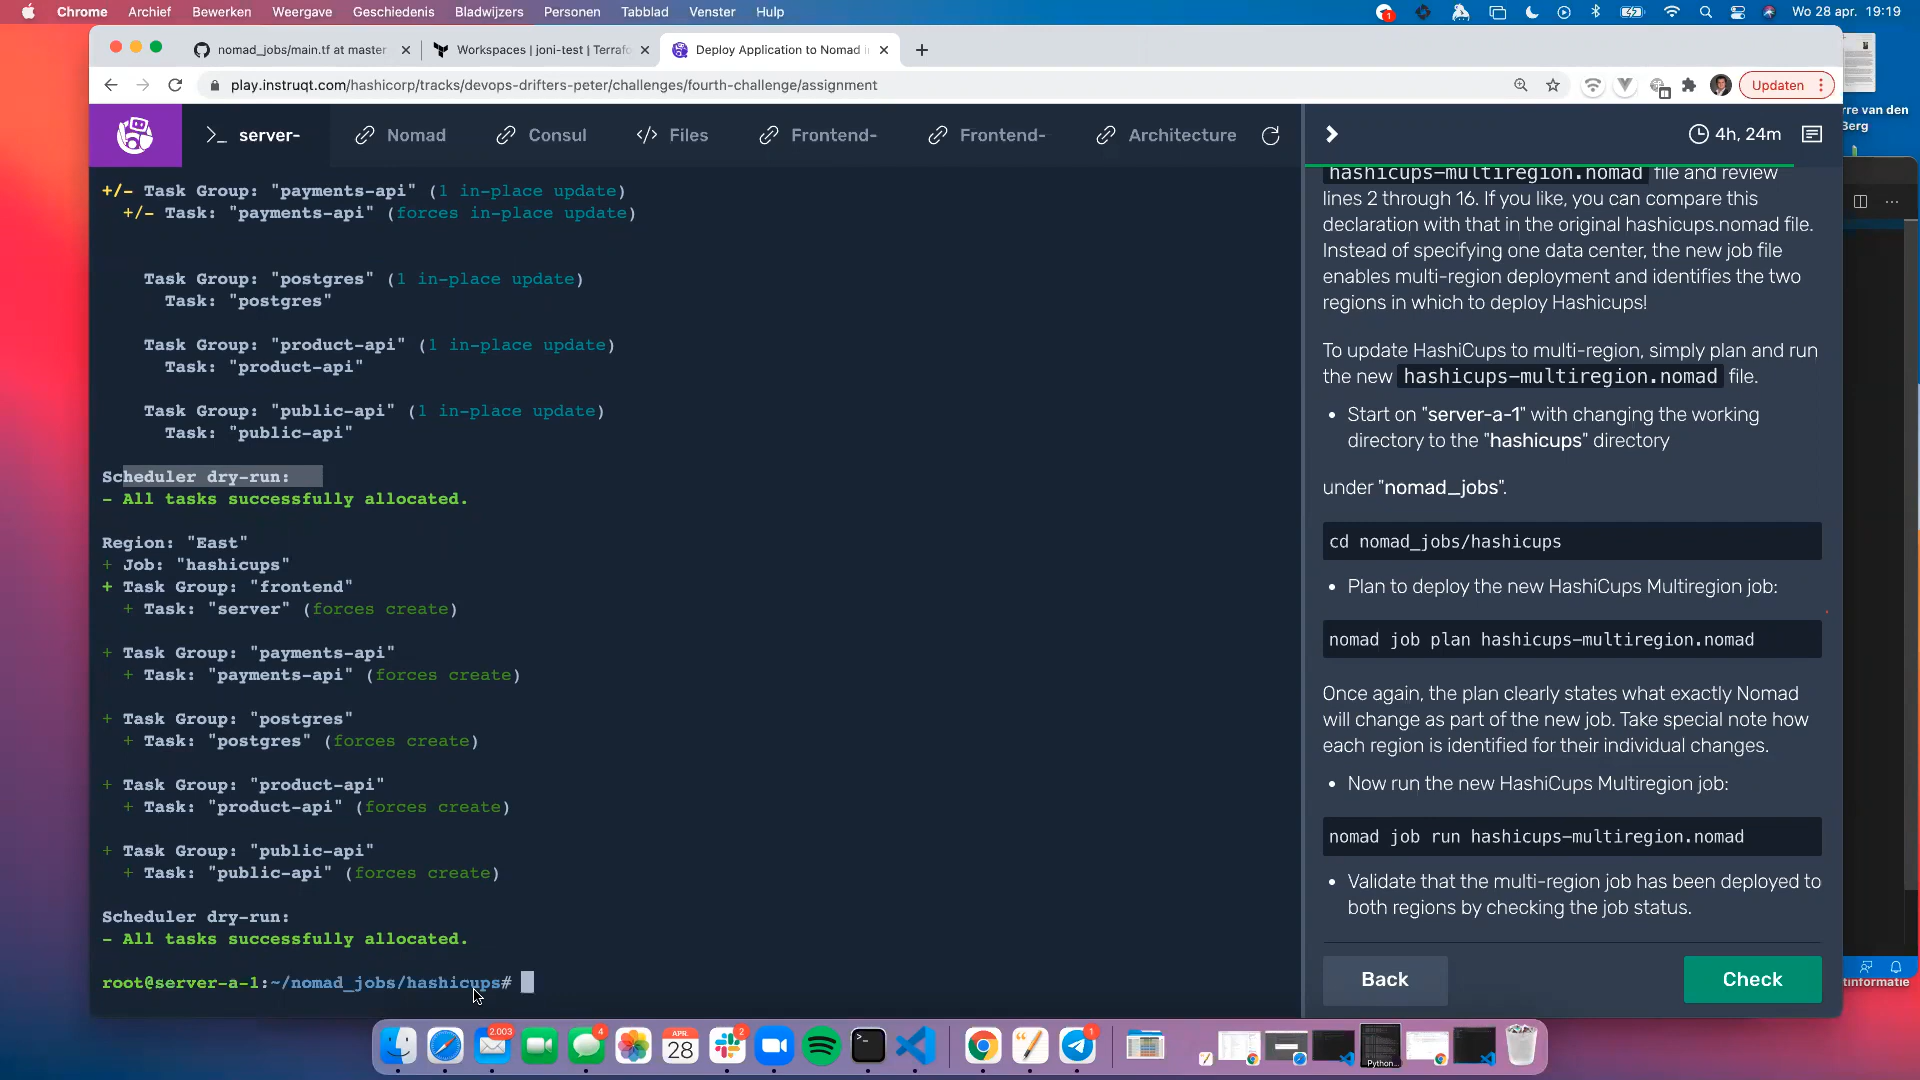 Chrome Archief Bewerken Weergave Geschiedenis Bladwijzers Personen Tabblad Venster Help
1
Wo 28 apr. 19:19
nomad_jobs/main.tf at master
Workspaces | joni-test | Terrafo
Deploy Application to Nomad i
play.instruqt.com/hashicorp/tracks/devops-drifters-peter/challenges/fourth-challenge/assignment
Updaten
rre van den
Berg
>_ server-
Nomad
Consul
</> Files
Frontend-
Frontend-
Architecture
4h, 24m
+/- Task Group: "payments-api" (1 in-place update)
+/- Task: "payments-api" (forces in-place update)
Task Group: "postgres" (1 in-place update)
Task: "postgres"
Task Group: "product-api" (1 in-place update)
Task: "product-api"
Task Group: "public-api" (1 in-place update)
Task: "public-api"
Scheduler dry-run:
- All tasks successfully allocated.
Region: "East"
+ Job: "hashicups"
+ Task Group: "frontend"
+ Task: "server" (forces create)
+ Task Group: "payments-api"
+ Task: "payments-api" (forces create)
+ Task Group: "postgres"
+ Task: "postgres" (forces create)
+ Task Group: "product-api"
+ Task: "product-api" (forces create)
+ Task Group: "public-api"
+ Task: "public-api" (forces create)
Scheduler dry-run:
- All tasks successfully allocated.
root@server-a-1:~/nomad_jobs/hashicups#
hashicups-multiregion.nomad file and review
lines 2 through 16. If you like, you can compare this
declaration with that in the original hashicups.nomad file.
Instead of specifying one data center, the new job file
enables multi-region deployment and identifies the two
regions in which to deploy Hashicups!
To update HashiCups to multi-region, simply plan and run
the new hashicups-multiregion.nomad file.
• Start on "server-a-1" with changing the working
directory to the "hashicups" directory
under "nomad_jobs".
cd nomad_jobs/hashicups
• Plan to deploy the new HashiCups Multiregion job:
nomad job plan hashicups-multiregion.nomad
Once again, the plan clearly states what exactly Nomad
will change as part of the new job. Take special note how
each region is identified for their individual changes.
• Now run the new HashiCups Multiregion job:
nomad job run hashicups-multiregion.nomad
• Validate that the multi-region job has been deployed to
both regions by checking the job status.
Back
Check
tinformatie
2.003
4
APR.
28
2
1
Python...